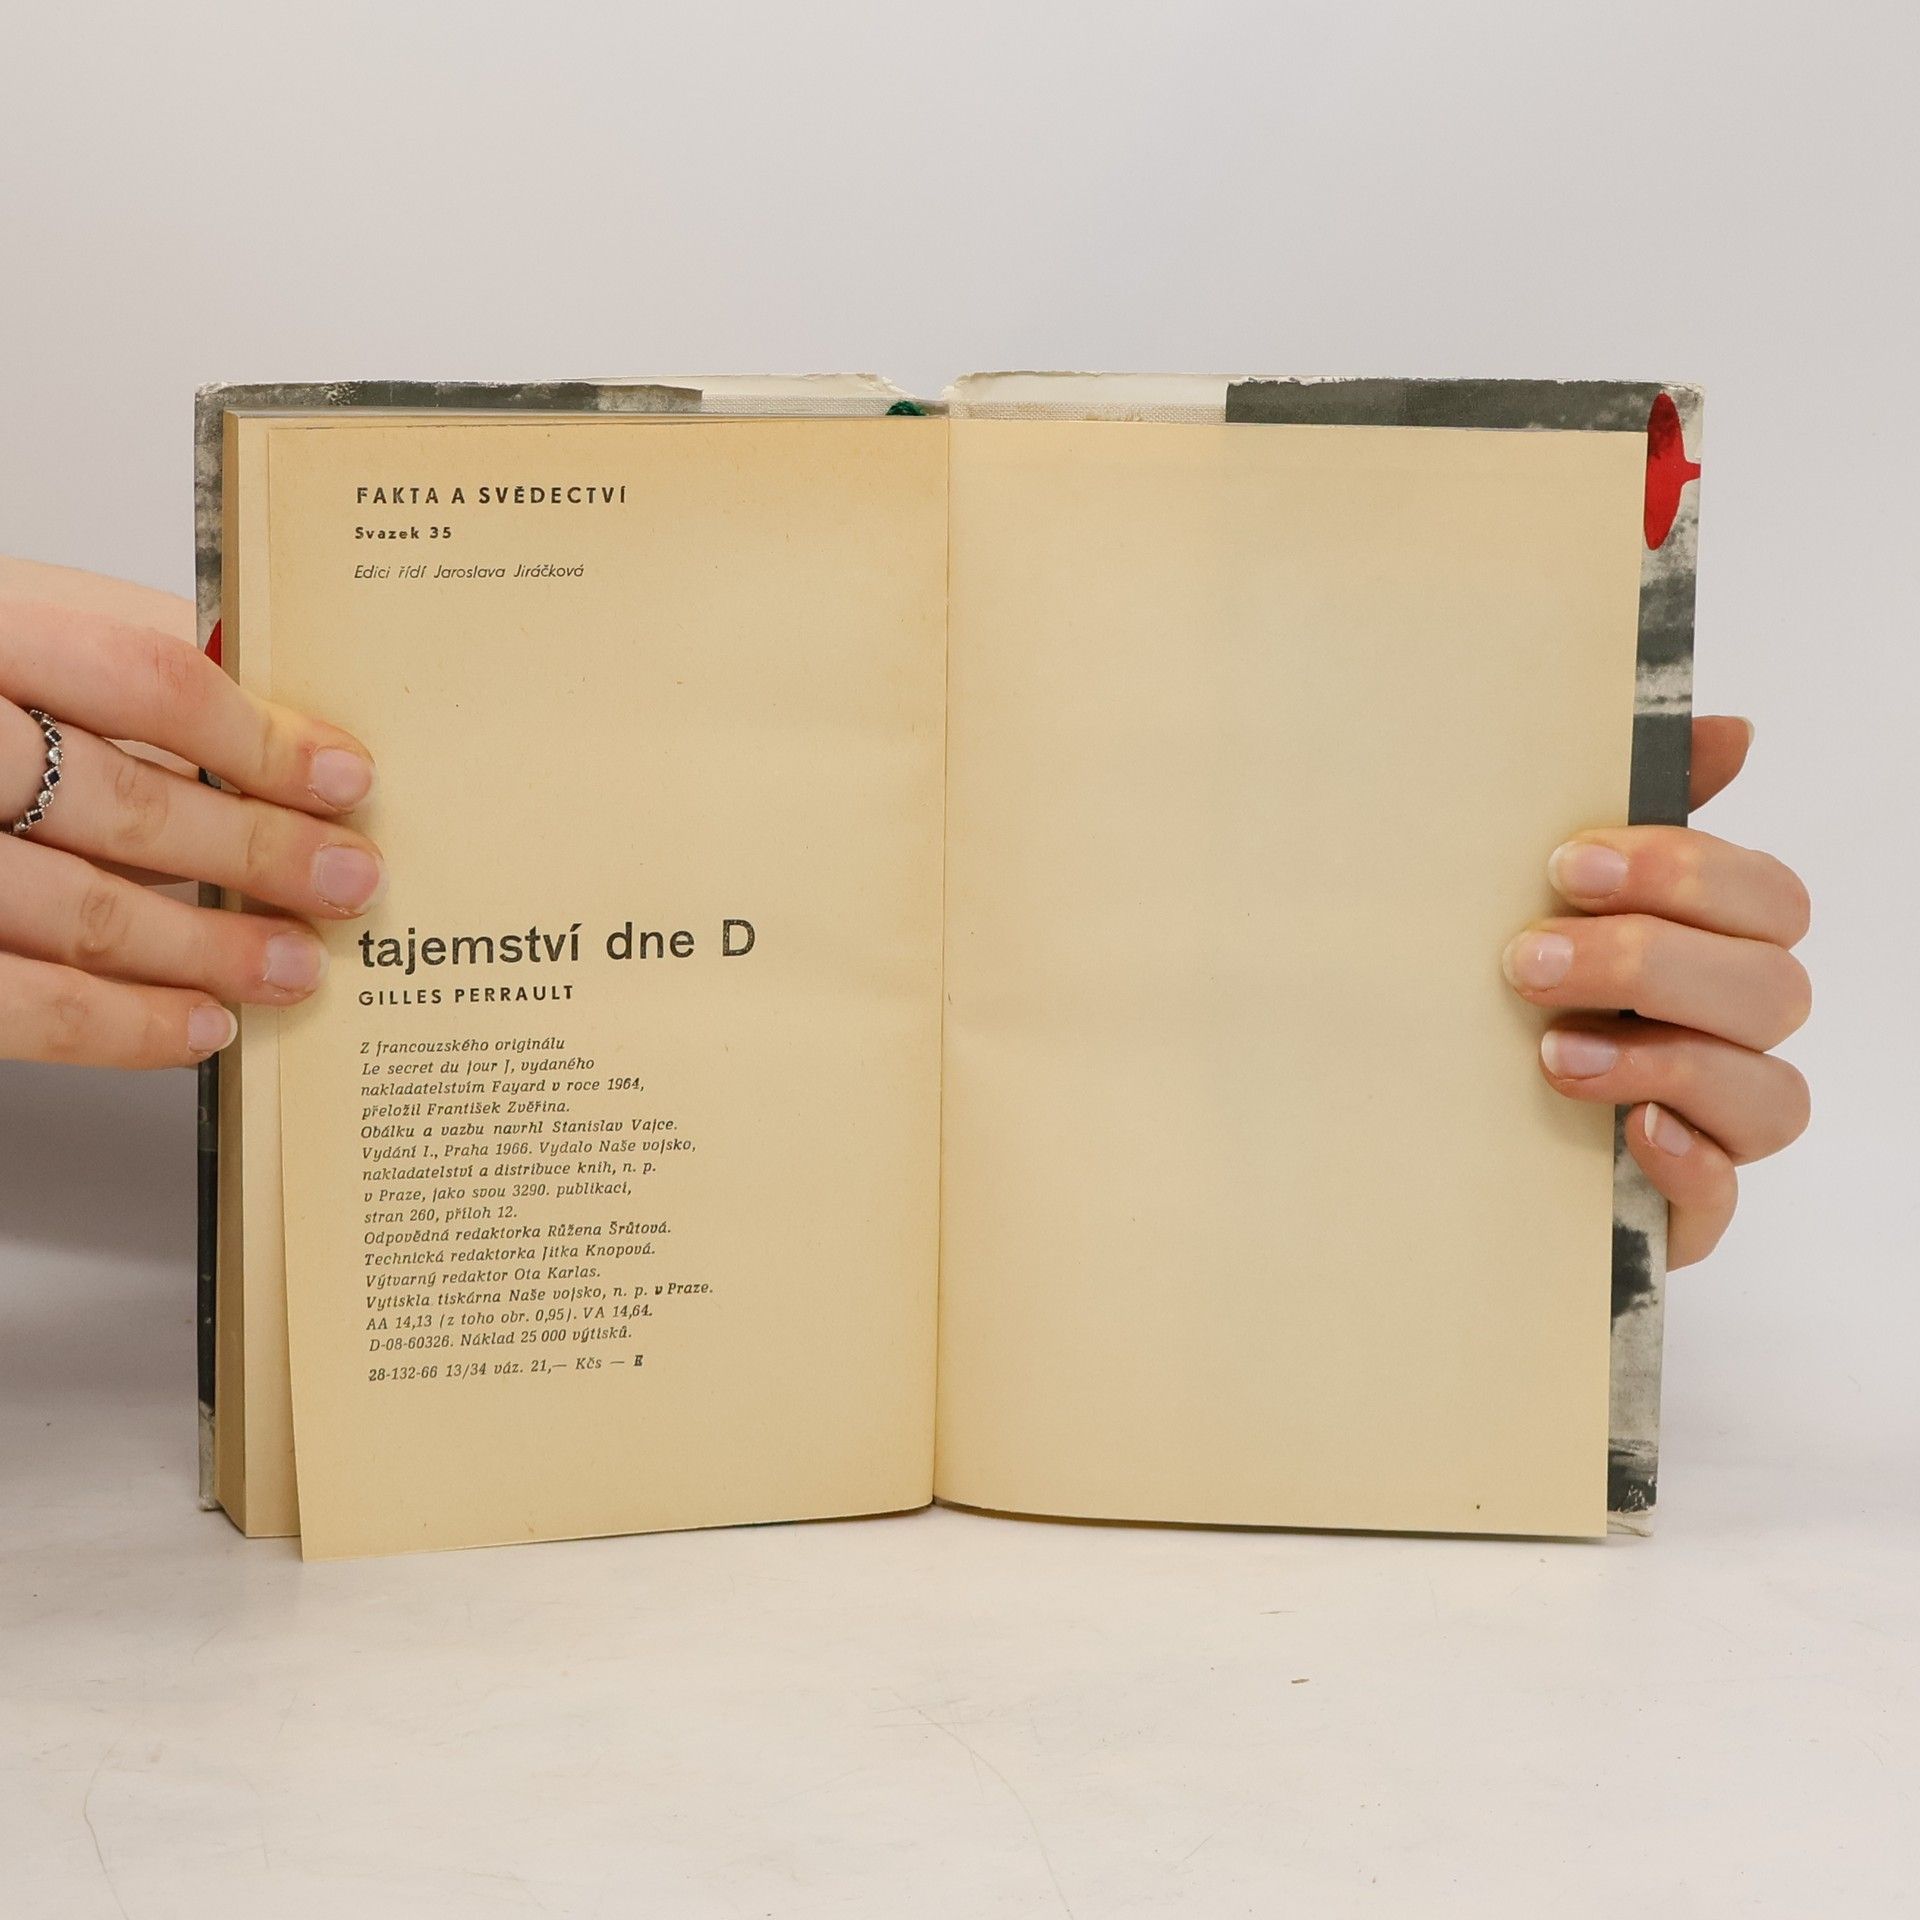 FAKTA A SVĚDECTVÍ
Svazek 35
Edici řídí Jaroslava Jiráčková
tajemství dne D
GILLES PERRAULT
Z francouzského originálu
Le secret du jour J, vydaného
nakladatelstvím Fayard v roce 1964,
přeložil František Zvěřina.
Obálku a vazbu navrhl Stanislav Vajce.
Vydání I., Praha 1966. Vydalo Naše vojsko,
nakladatelství a distribuce knih, n. p.
v Praze, jako svou 3290. publikaci,
stran 260, příloh 12.
Odpovědná redaktorka Růžena Šrůtová.
Technická redaktorka Jitka Knopová.
Výtvarný redaktor Ota Karlas.
Vytiskla tiskárna Naše vojsko, n. p. v Praze.
AA 14,13 (z toho obr. 0,95). VA 14,64.
D-08-60326. Náklad 25 000 výtisků.
28-132-66 13/34 váz. 21,— Kčs —